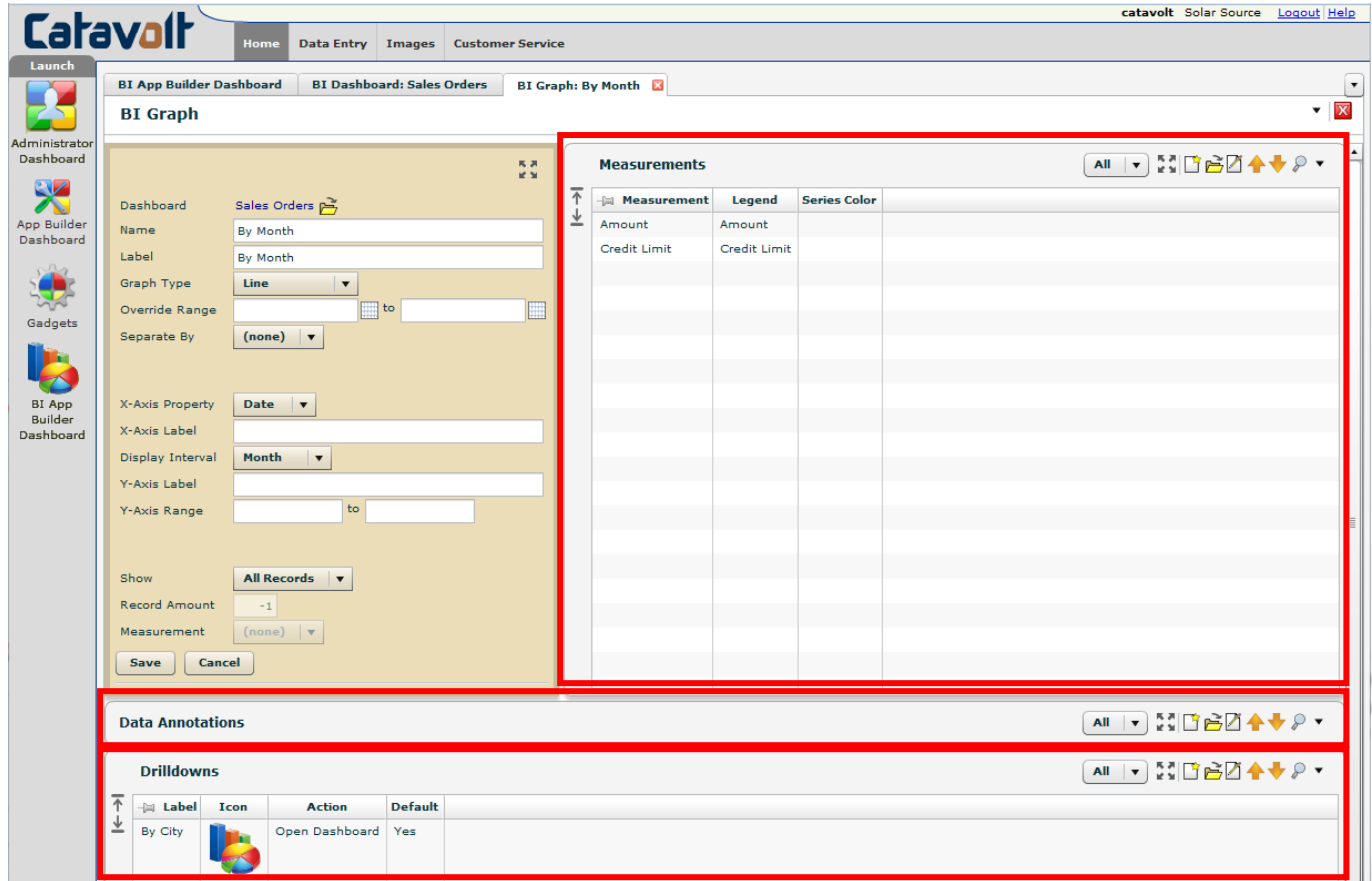 catavolt Solar Source Logout Help
Catavolt
Home Data Entry Images Customer Service
Launch
Administrator
Dashboard
App Builder
Dashboard
Gadgets
BI App
Builder
Dashboard
BI App Builder Dashboard BI Dashboard: Sales Orders BI Graph: By Month
BI Graph
Dashboard Sales Orders
Name By Month
Label By Month
Graph Type Line
Override Range to
Separate By (none)
X-Axis Property Date
X-Axis Label
Display Interval Month
Y-Axis Label
Y-Axis Range to
Show All Records
Record Amount -1
Measurement (none)
Save Cancel
Measurements All
Measurement Legend Series Color
Amount Amount
Credit Limit Credit Limit
Data Annotations All
Drilldowns All
Label Icon Action Default
By City Open Dashboard Yes